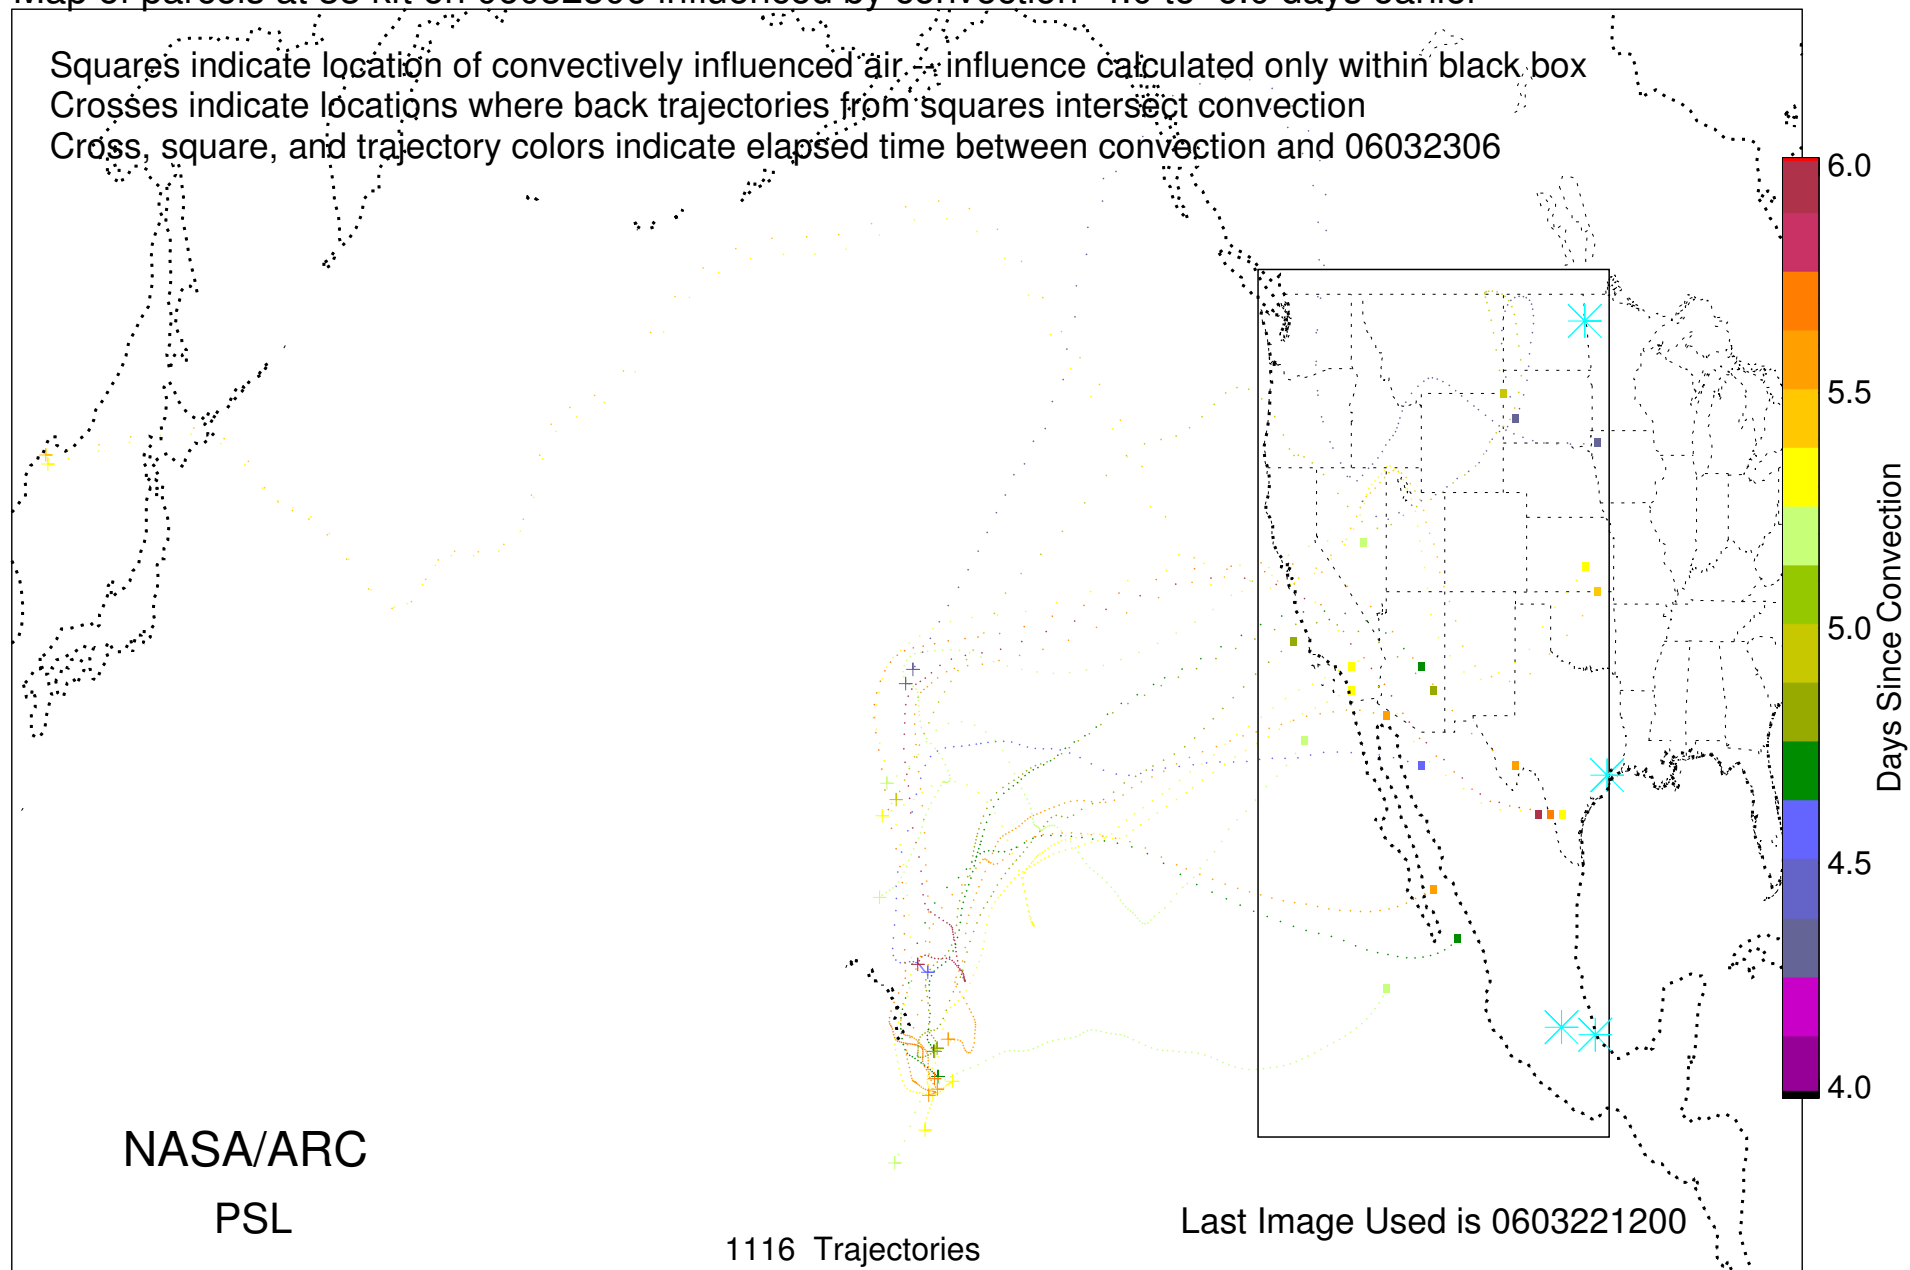 Squares indicate location of convectively influenced air -- influence calculated only within black box
Crosses indicate locations where back trajectories from squares intersect convection
Cross, square, and trajectory colors indicate elapsed time between convection and 06032306
6.0
5.5
5.0
4.5
4.0
Days Since Convection
NASA/ARC
PSL
1116 Trajectories
Last Image Used is 0603221200